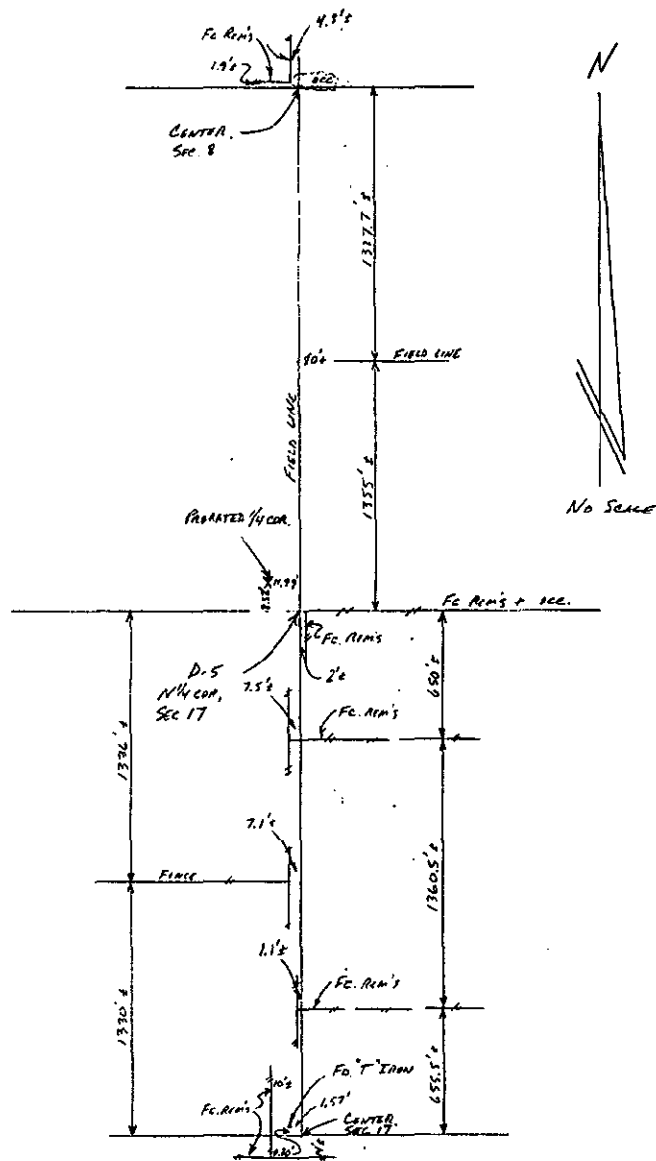 4.3'±
Fc Rem's
1.9'±
occ.
CENTER
SEC. 8
N
1327.7'±
80'±
FIELD LINE
FIELD LINE
1355'±
NO SCALE
PRORATED 1/4 COR.
11.99'
Fc Rem's + occ.
Fc. Rem's
2'±
D-5
N 1/4 COR,
SEC 17
7.5'±
Fc. Rem's
650'±
1336'±
7.1'±
FENCE
1360.5'±
1.1'±
Fc. Rem's
1330'±
FD. "T" IRON
10'±
1.57'
Fc. Rem's
CENTER
SEC 17
655.5'±